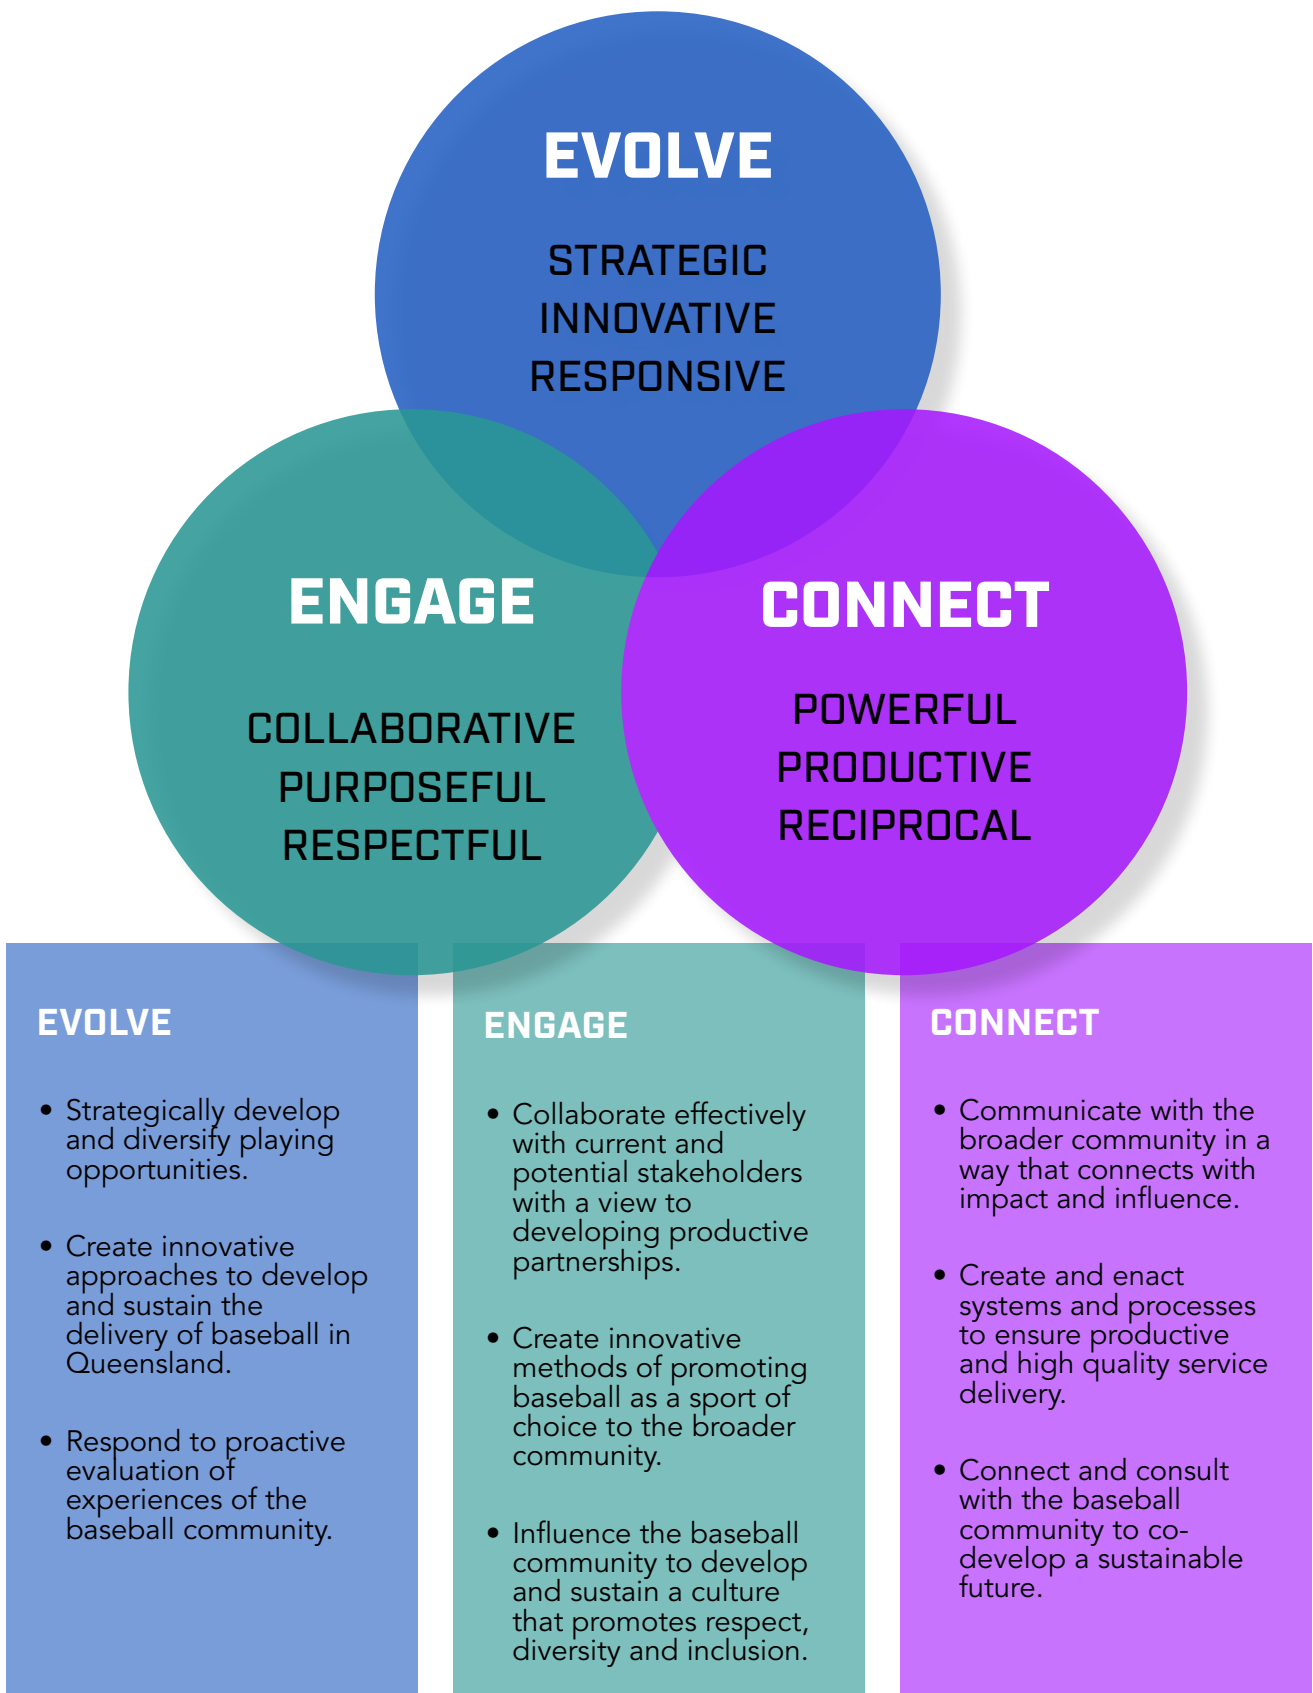 EVOLVE
STRATEGIC
INNOVATIVE
RESPONSIVE
ENGAGE
COLLABORATIVE
PURPOSEFUL
RESPECTFUL
CONNECT
POWERFUL
PRODUCTIVE
RECIPROCAL
EVOLVE
• Strategically develop
and diversify playing
opportunities.
• Create innovative
approaches to develop
and sustain the
delivery of baseball in
Queensland.
• Respond to proactive
evaluation of
experiences of the
baseball community.
ENGAGE
• Collaborate effectively
with current and
potential stakeholders
with a view to
developing productive
partnerships.
• Create innovative
methods of promoting
baseball as a sport of
choice to the broader
community.
• Influence the baseball
community to develop
and sustain a culture
that promotes respect,
diversity and inclusion.
CONNECT
• Communicate with the
broader community in a
way that connects with
impact and influence.
• Create and enact
systems and processes
to ensure productive
and high quality service
delivery.
• Connect and consult
with the baseball
community to co-
develop a sustainable
future.